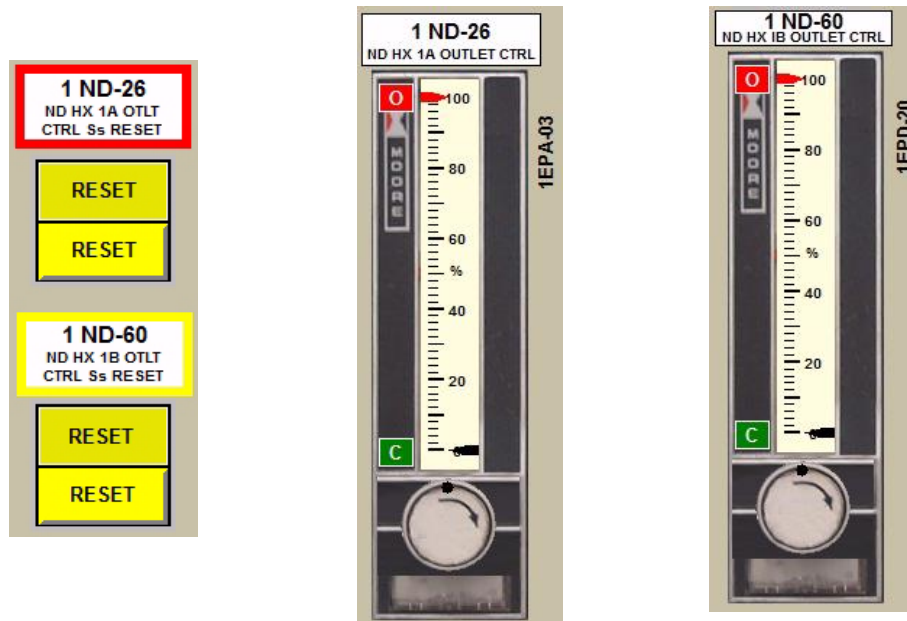 1 ND-26
ND HX 1A OTLT
CTRL Ss RESET
RESET
RESET
1 ND-60
ND HX 1B OTLT
CTRL Ss RESET
RESET
RESET
1 ND-26
ND HX 1A OUTLET CTRL
O
100
MOORE
80
60
%
40
20
C
0
1EPA-03
1 ND-60
ND HX IB OUTLET CTRL
O
100
MOORE
80
60
%
40
20
C
0
1EPD-20